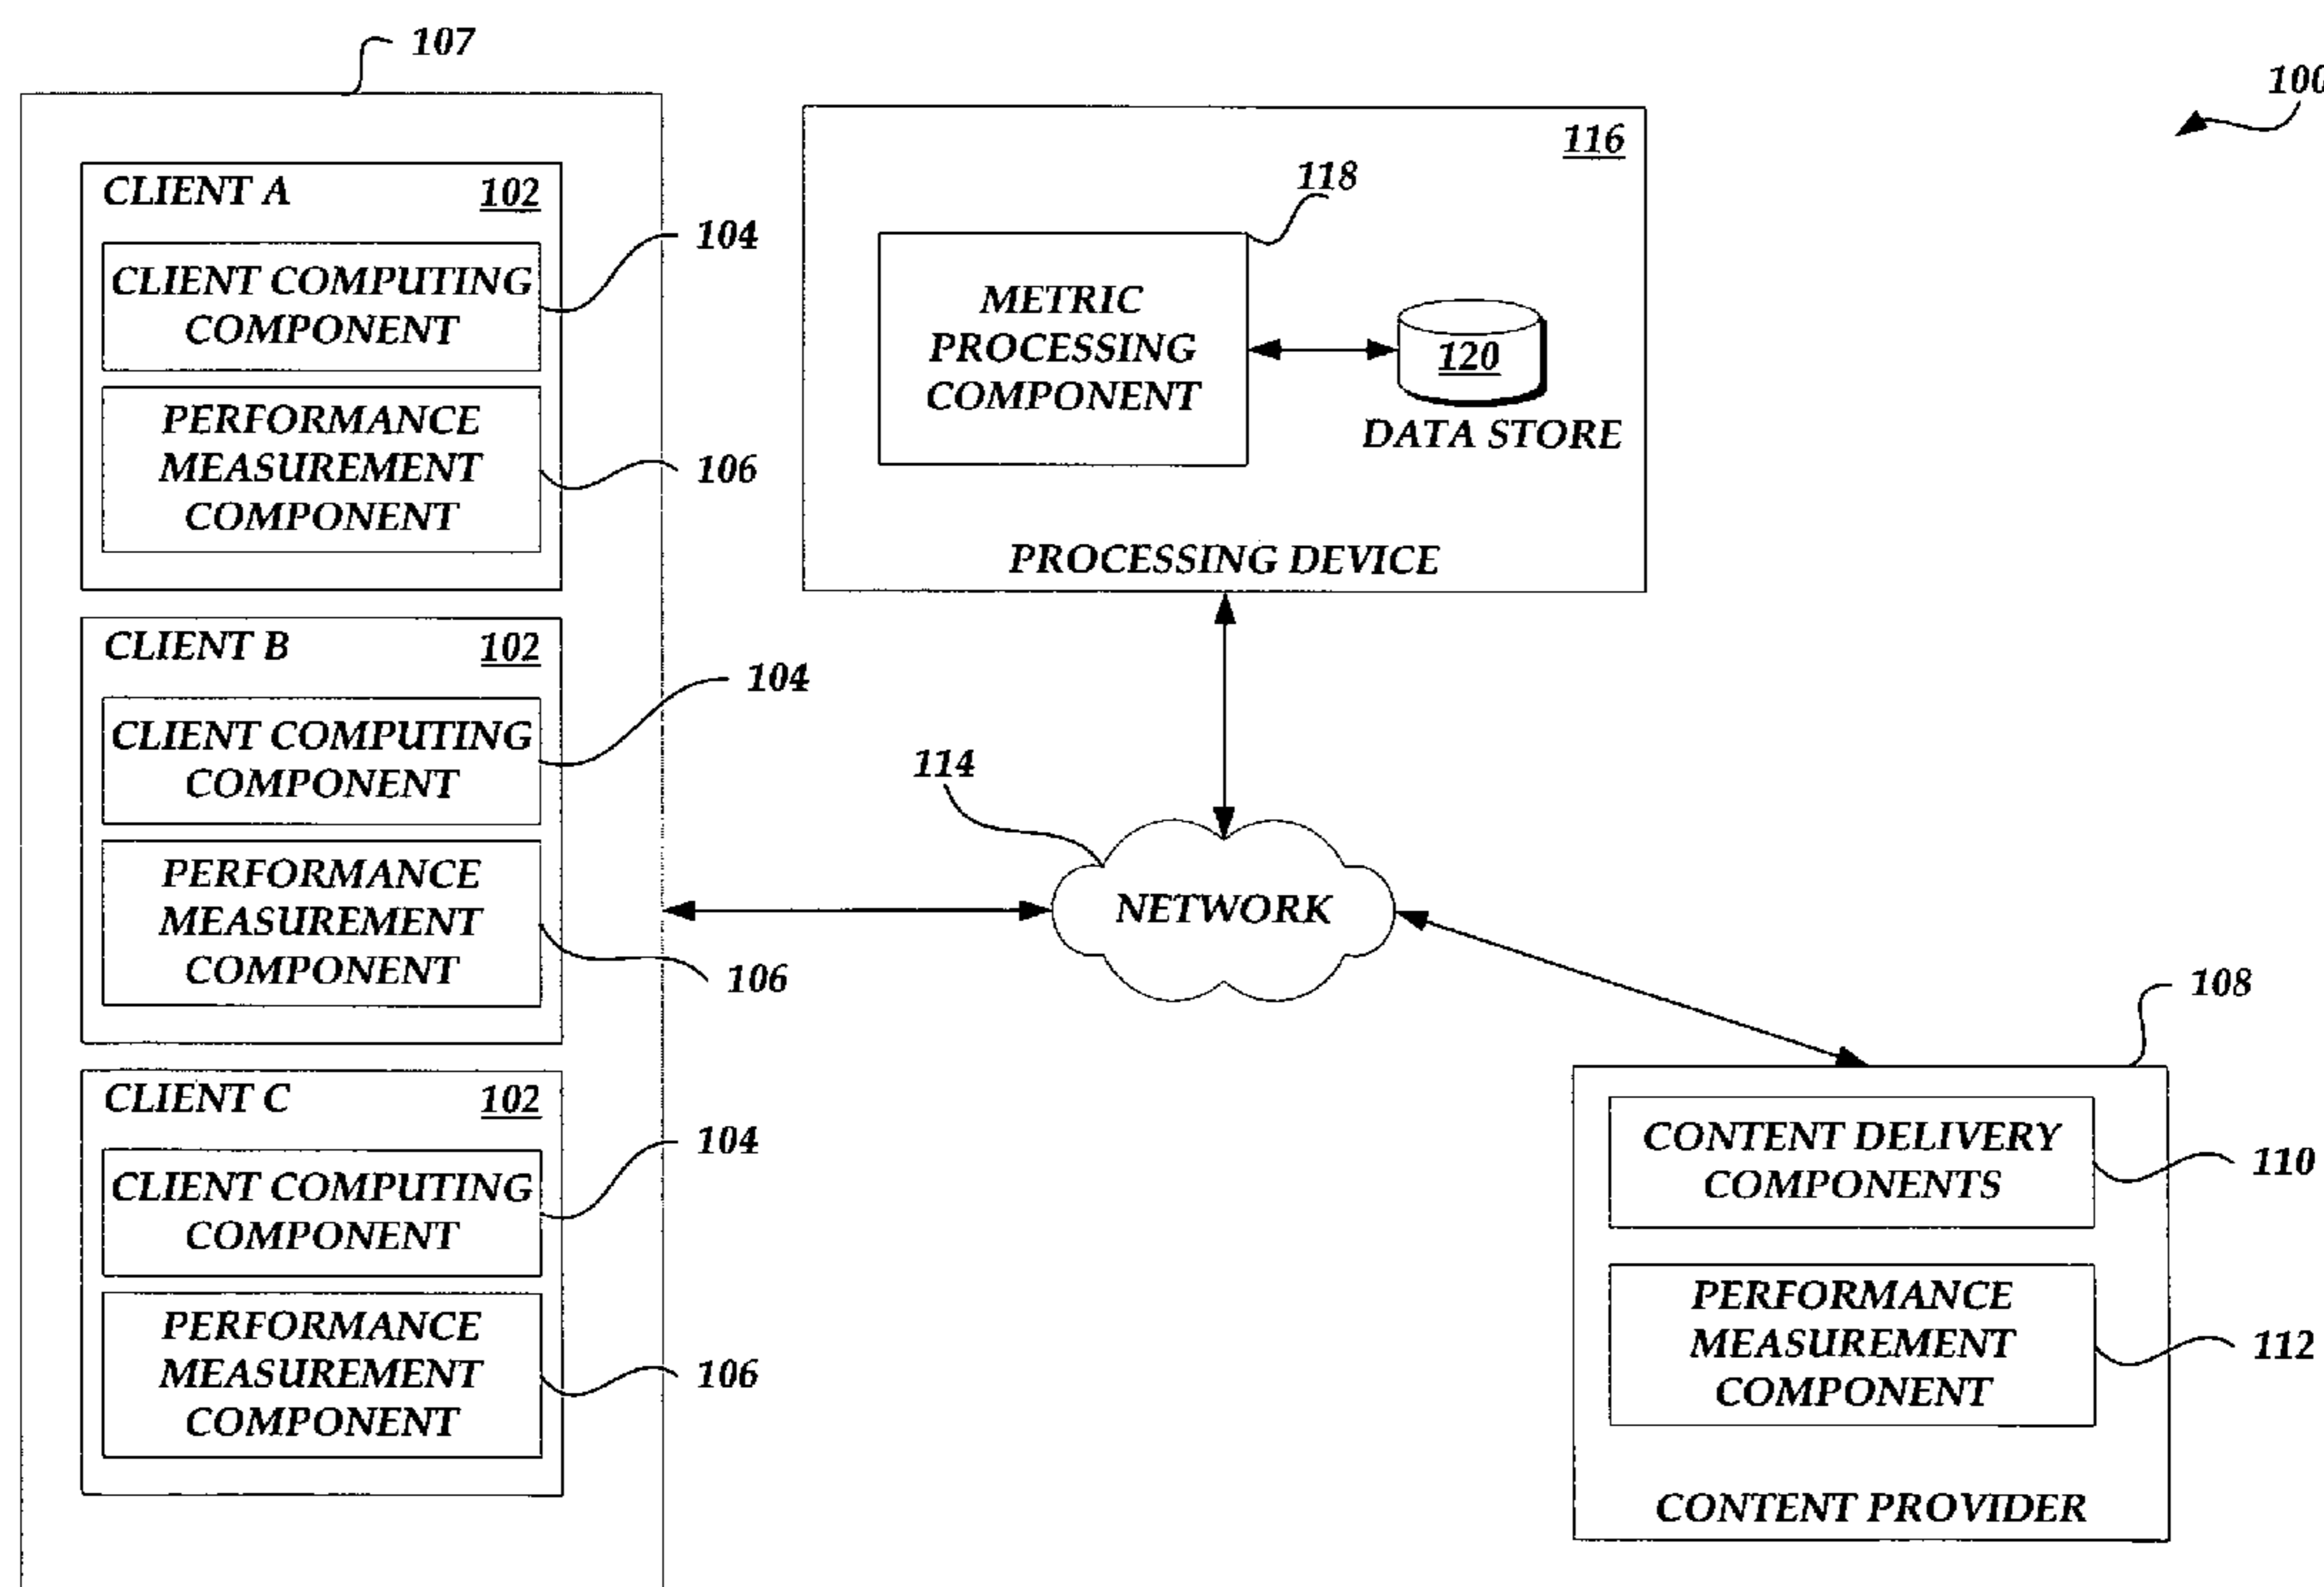 107
100
CLIENT A 102
CLIENT COMPUTING
COMPONENT
104
PERFORMANCE
MEASUREMENT
COMPONENT
106
CLIENT B 102
CLIENT COMPUTING
COMPONENT
104
PERFORMANCE
MEASUREMENT
COMPONENT
106
CLIENT C 102
CLIENT COMPUTING
COMPONENT
104
PERFORMANCE
MEASUREMENT
COMPONENT
106
116
118
METRIC
PROCESSING
COMPONENT
120
DATA STORE
PROCESSING DEVICE
114
NETWORK
108
CONTENT DELIVERY
COMPONENTS
110
PERFORMANCE
MEASUREMENT
COMPONENT
112
CONTENT PROVIDER